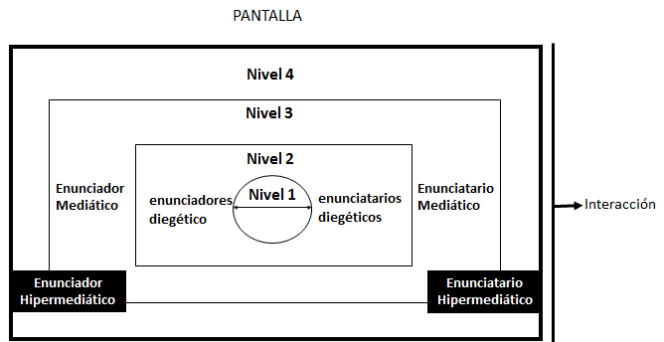 PANTALLA
Nivel 4
Nivel 3
Nivel 2
Nivel 1
Enunciador
Mediático
enunciadores
diegético
enunciatarios
diegéticos
Enunciatario
Mediático
Interacción
Enunciador
Hipermediático
Enunciatario
Hipermediático